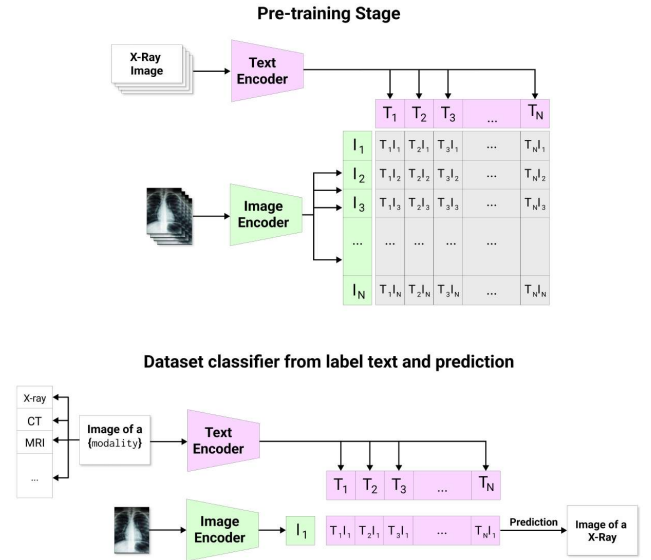 Pre-training Stage
X-Ray
Image
Text
Encoder
T1 T2 T3 ... TN
I1 T1I1 T2I1 T3I1 ... TNI1
I2 T1I2 T2I2 T3I2 ... TNI2
I3 T1I3 T2I3 T3I3 ... TNI3
Image
Encoder
... ... ... ... ...
IN T1IN T2IN T3IN ... TNIN
Dataset classifier from label text and prediction
X-ray
CT
MRI
...
Image of a
{modality}
Text
Encoder
T1 T2 T3 ... TN
Image
Encoder
I1 T1I1 T2I1 T3I1 ... TNI1
Prediction
Image of a
X-Ray